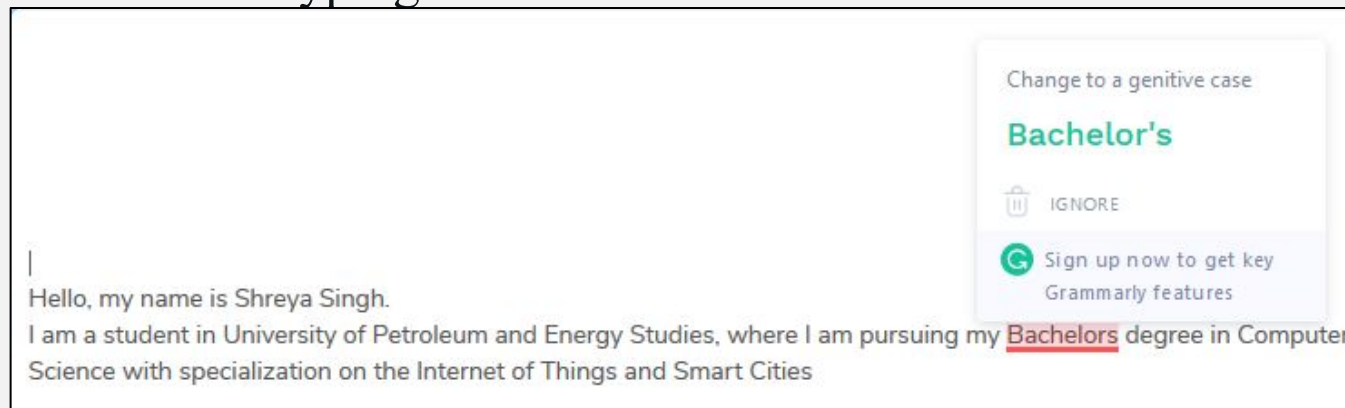 Change to a genitive case
Bachelor's
IGNORE
Sign up now to get key
Grammarly features
Hello, my name is Shreya Singh.
I am a student in University of Petroleum and Energy Studies, where I am pursuing my Bachelors degree in Computer
Science with specialization on the Internet of Things and Smart Cities